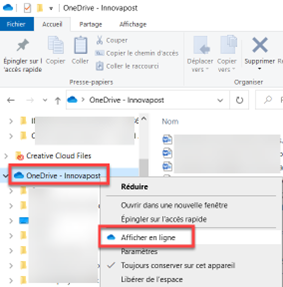 OneDrive - Innovapost
Fichier Accueil Partage Affichage
Épingler sur l'accès rapide
Copier
Coller
Couper
Copier le chemin d'accès
Coller le raccourci
Déplacer vers
Copier vers
Supprimer
Presse-papiers
Organiser
OneDrive - Innovapost
Nom
Creative Cloud Files
OneDrive - Innovapost
Réduire
Ouvrir dans une nouvelle fenêtre
Épingler sur l'accès rapide
Afficher en ligne
Paramètres
Toujours conserver sur cet appareil
Libérer de l'espace